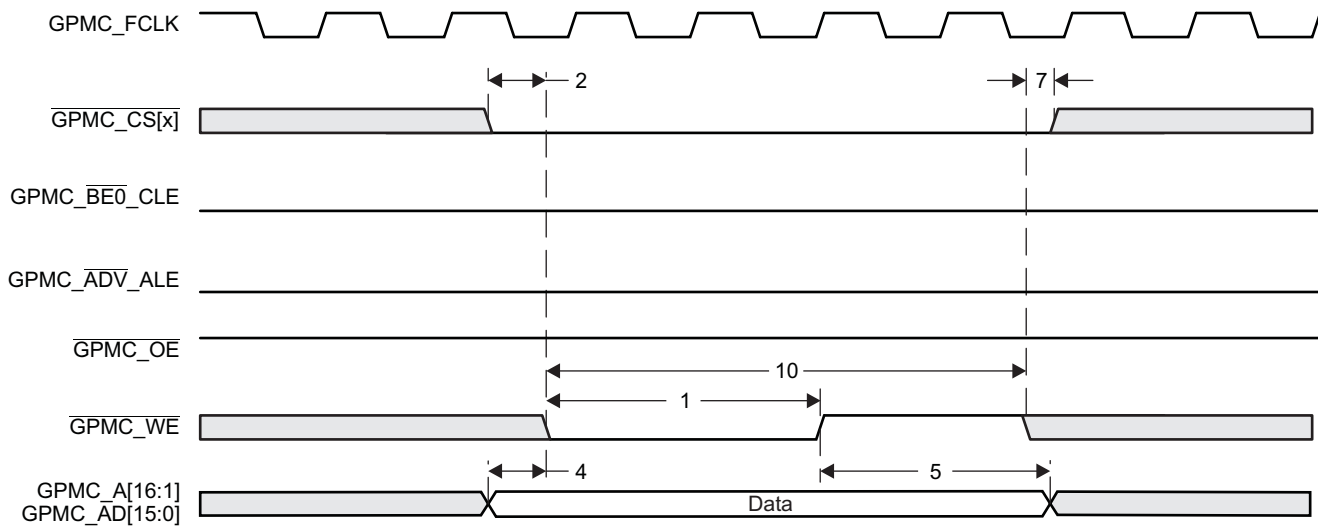 GPMC_FCLK
2
7
GPMC_CS[x]
GPMC_BE0_CLE
GPMC_ADV_ALE
GPMC_OE
10
1
GPMC_WE
4
5
GPMC_A[16:1]
GPMC_AD[15:0]
Data